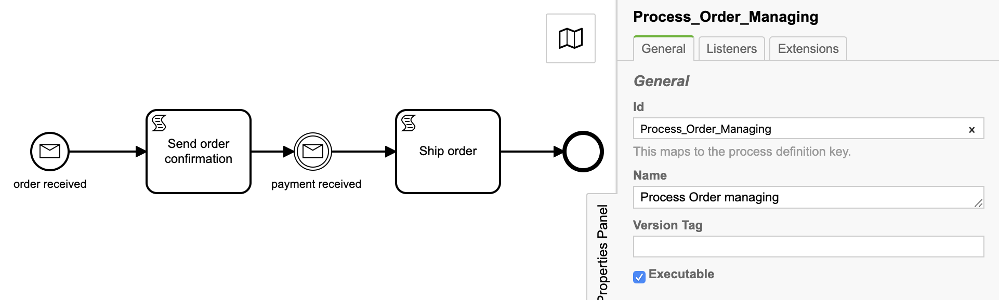 order received
Send order
confirmation
payment received
Ship order
Properties Panel
Process_Order_Managing
General
Listeners
Extensions
General
Id
Process_Order_Managing
This maps to the process definition key.
Name
Process Order managing
Version Tag
Executable